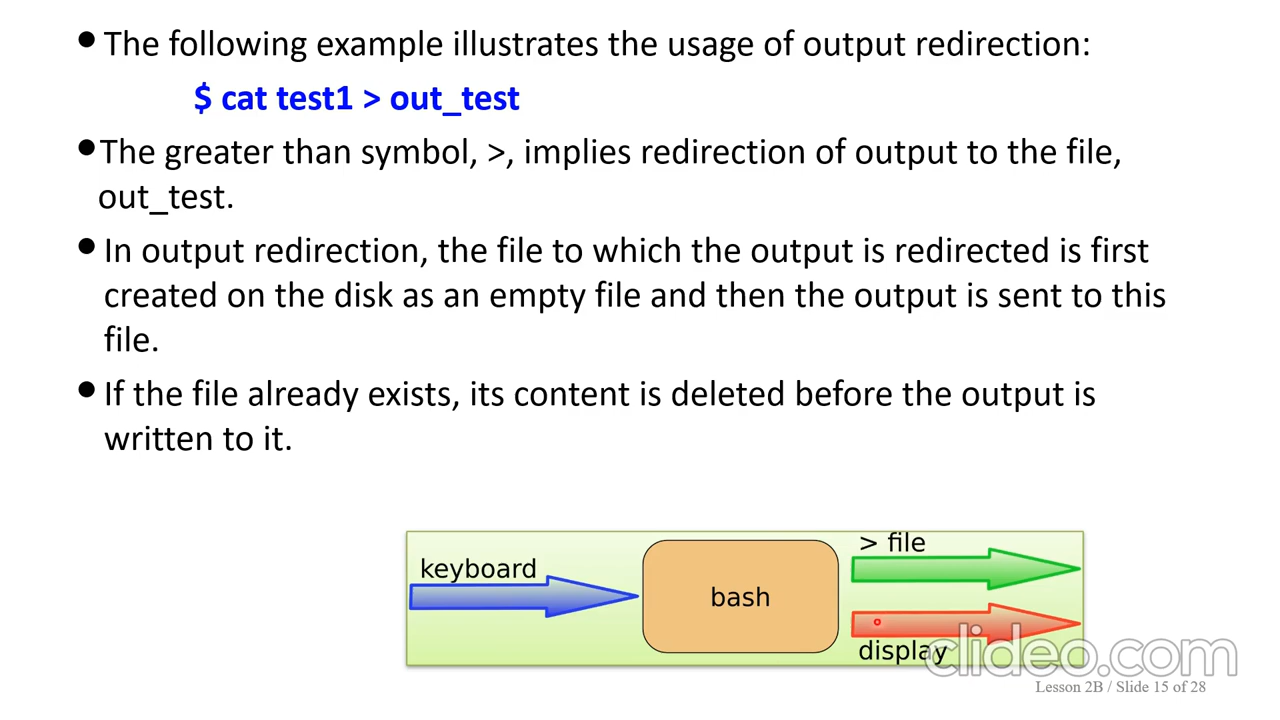 • The following example illustrates the usage of output redirection:
$ cat test1 > out_test
•The greater than symbol, >, implies redirection of output to the file,
out_test.
• In output redirection, the file to which the output is redirected is first
created on the disk as an empty file and then the output is sent to this
file.
• If the file already exists, its content is deleted before the output is
written to it.
> file
keyboard
bash
display
clideo.com
Lesson 2B / Slide 15 of 28